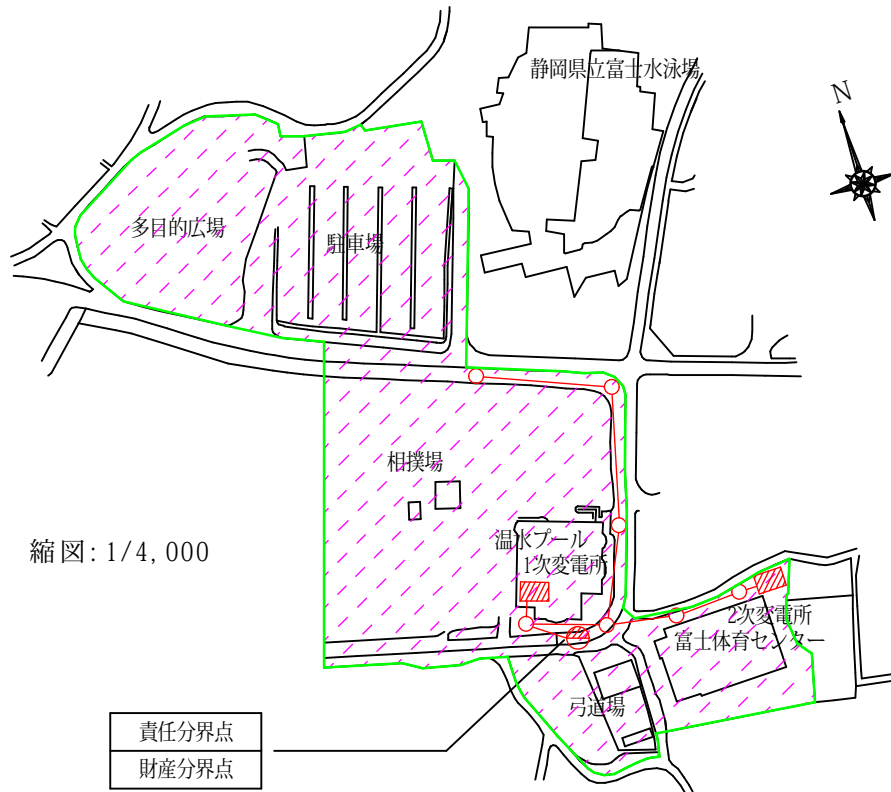 静岡県立富士水泳場
N
多目的広場
駐車場
相撲場
縮図:1/4,000
温水プール
1次変電所
2次変電所
富士体育センター
弓道場
責任分界点
財産分界点